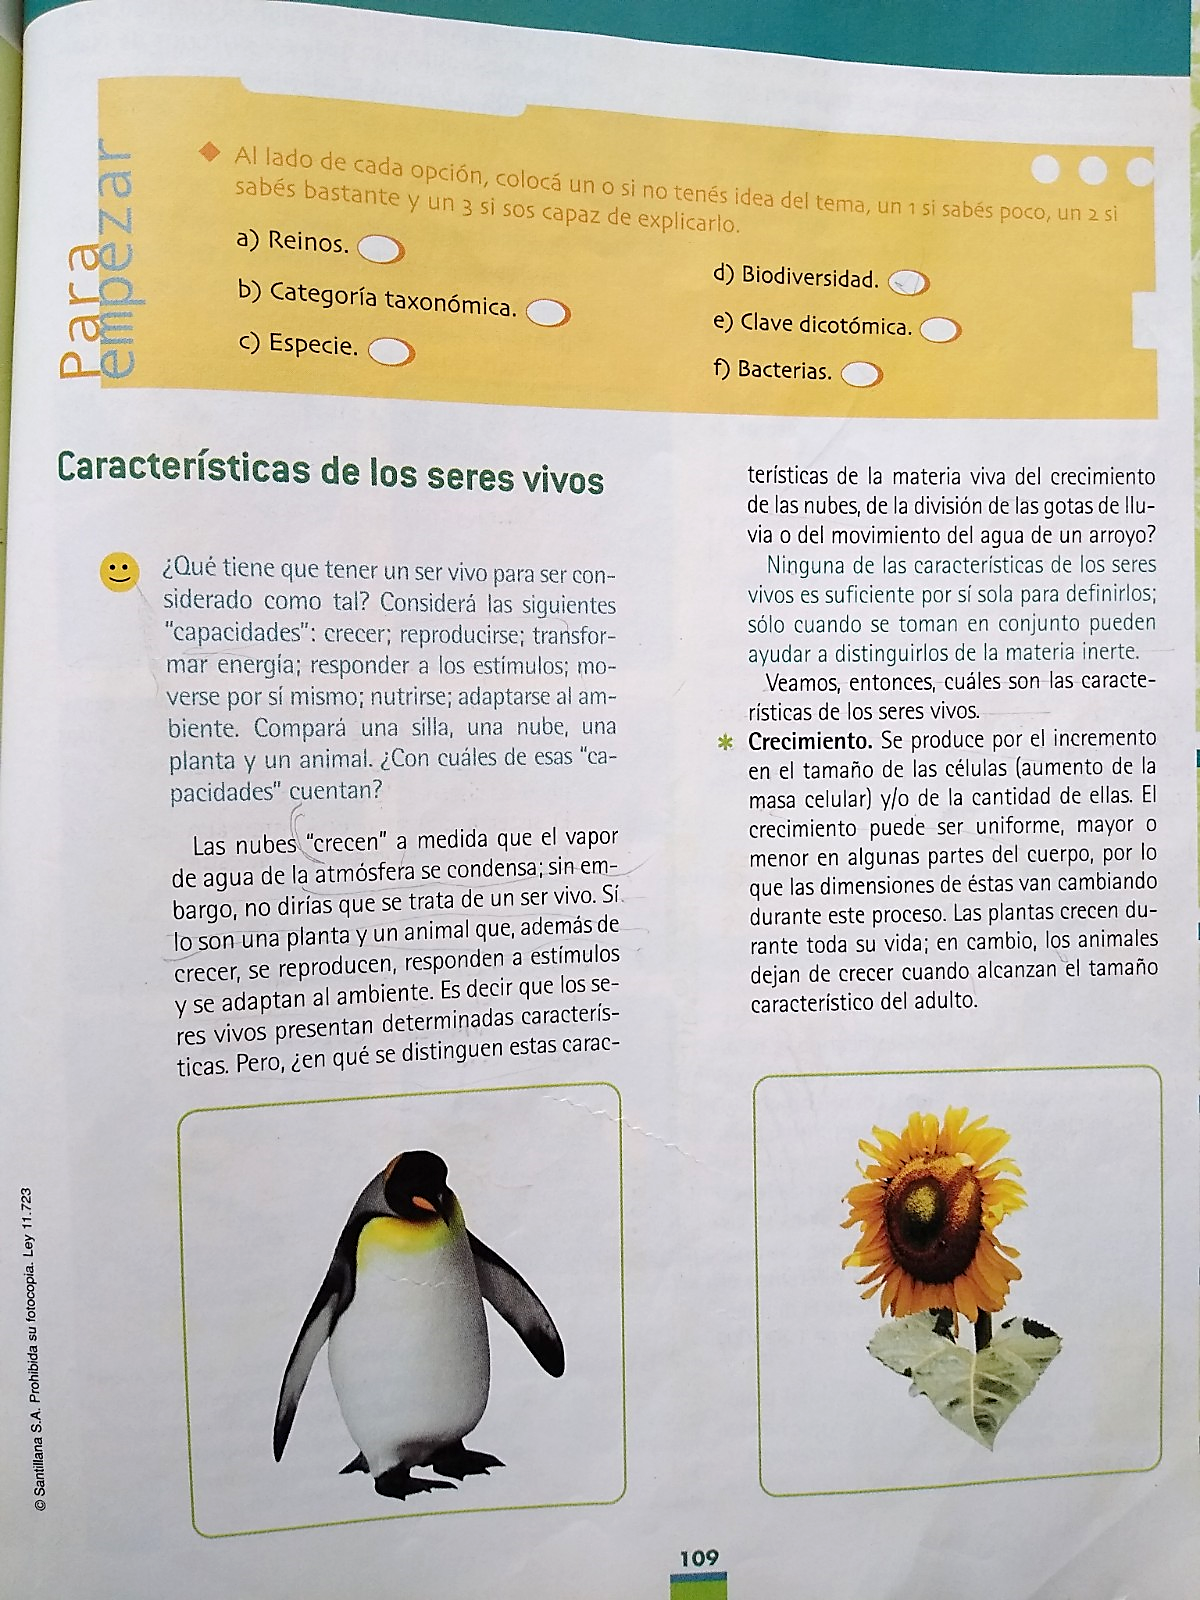 Para
empezar
Al lado de cada opción, colocá un 0 si no tenés idea del tema, un 1 si sabés poco, un 2 si
sabés bastante y un 3 si sos capaz de explicarlo.
a) Reinos.
b) Categoría taxonómica.
c) Especie.
d) Biodiversidad.
e) Clave dicotómica.
f) Bacterias.
Características de los seres vivos
¿Qué tiene que tener un ser vivo para ser con-
siderado como tal? Considerá las siguientes
"capacidades": crecer; reproducirse; transfor-
mar energía; responder a los estímulos; mo-
verse por sí mismo; nutrirse; adaptarse al am-
biente. Compará una silla, una nube, una
planta y un animal. ¿Con cuáles de esas "ca-
pacidades" cuentan?
Las nubes "crecen" a medida que el vapor
de agua de la atmósfera se condensa; sin em-
bargo, no dirías que se trata de un ser vivo. Sí
lo son una planta y un animal que, además de
crecer, se reproducen, responden a estímulos
y se adaptan al ambiente. Es decir que los se-
res vivos presentan determinadas caracterís-
ticas. Pero, ¿en qué se distinguen estas carac-
terísticas de la materia viva del crecimiento
de las nubes, de la división de las gotas de llu-
via o del movimiento del agua de un arroyo?
Ninguna de las características de los seres
vivos es suficiente por sí sola para definirlos;
sólo cuando se toman en conjunto pueden
ayudar a distinguirlos de la materia inerte.
Veamos, entonces, cuáles son las caracte-
rísticas de los seres vivos.
* Crecimiento. Se produce por el incremento
en el tamaño de las células (aumento de la
masa celular) y/o de la cantidad de ellas. El
crecimiento puede ser uniforme, mayor o
menor en algunas partes del cuerpo, por lo
que las dimensiones de éstas van cambiando
durante este proceso. Las plantas crecen du-
rante toda su vida; en cambio, los animales
dejan de crecer cuando alcanzan el tamaño
característico del adulto.
© Santillana S.A. Prohibida su fotocopia. Ley 11.723
109